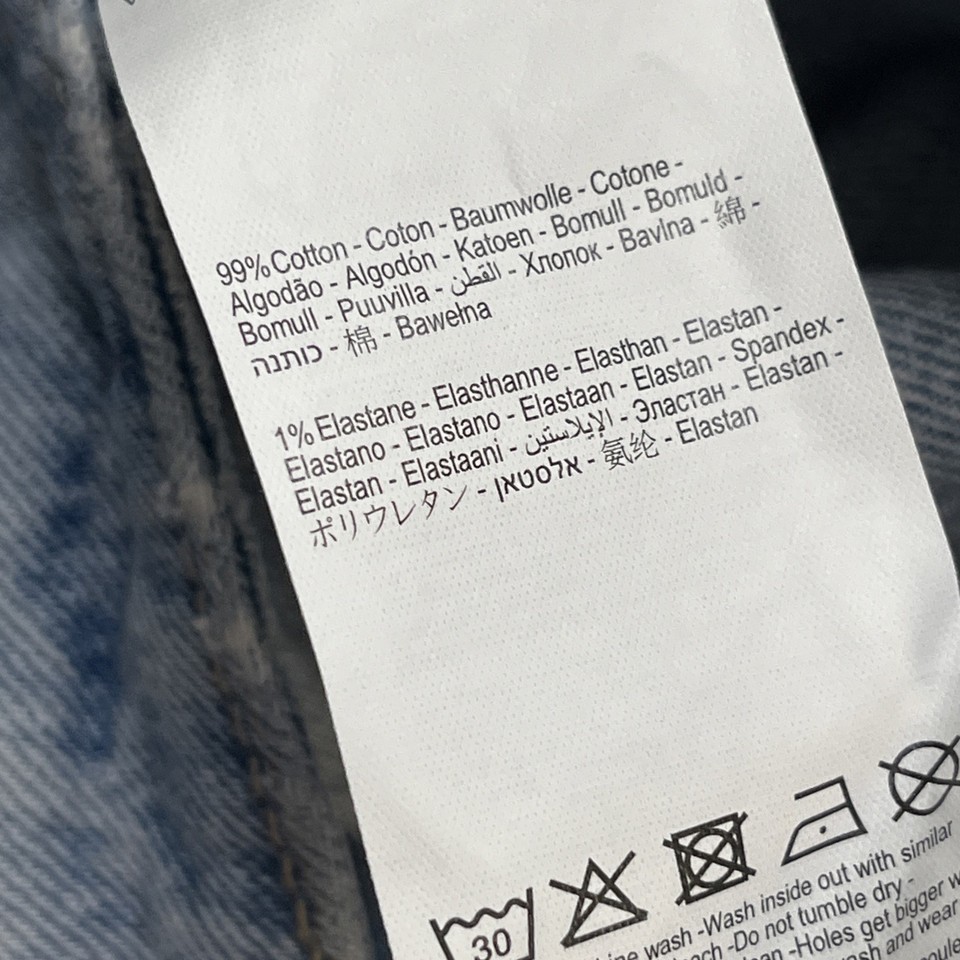 99% Cotton - Coton - Baumwolle - Cotone -
Algodão - Algodón - Katoen - Bomull - Bomuld -
Bomull - Puuvilla - القطن - Хлопок - Bavlna - 綿 -
כותנה - 棉 - Bawełna
1% Elastane - Elasthanne - Elasthan - Elastan -
Elastano - Elastano - Elastaan - Elastan - Spandex -
Elastan - Elastaani - الإيلاستين - Эластан - Elastan -
ポリウレタン - אלסטאן - 氨纶 - Elastan
30
wash -Wash inside out with similar
-Do not tumble dry -
-Holes get bigger
and wear